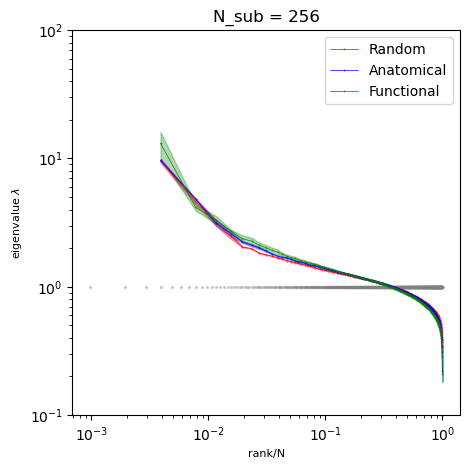 N_sub = 256
Random
Anatomical
Functional
eigenvalue λ
10²
10¹
10⁰
10⁻¹
10⁻³
10⁻²
10⁻¹
10⁰
rank/N